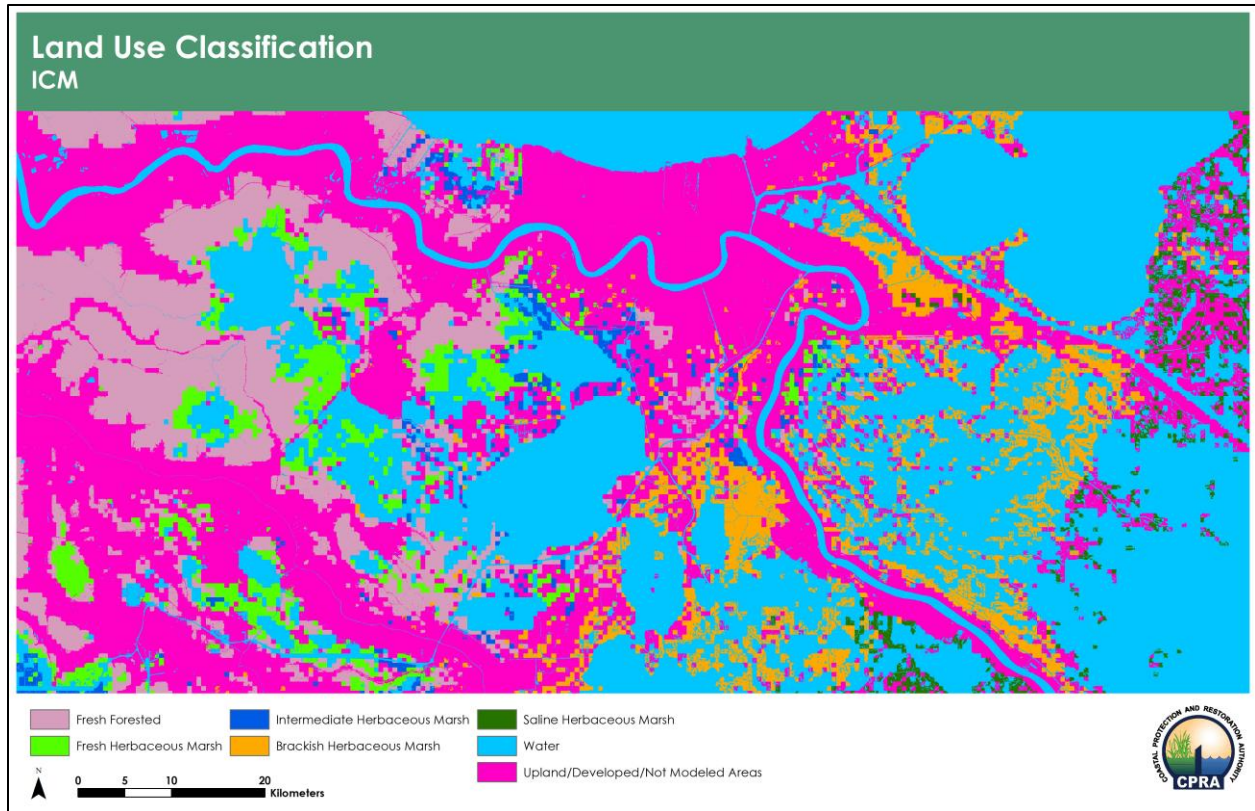 Land Use Classification
ICM
Fresh Forested
Intermediate Herbaceous Marsh
Saline Herbaceous Marsh
Fresh Herbaceous Marsh
Brackish Herbaceous Marsh
Water
Upland/Developed/Not Modeled Areas
N
0 5 10 20
Kilometers
COASTAL PROTECTION AND RESTORATION AUTHORITY
CPRA